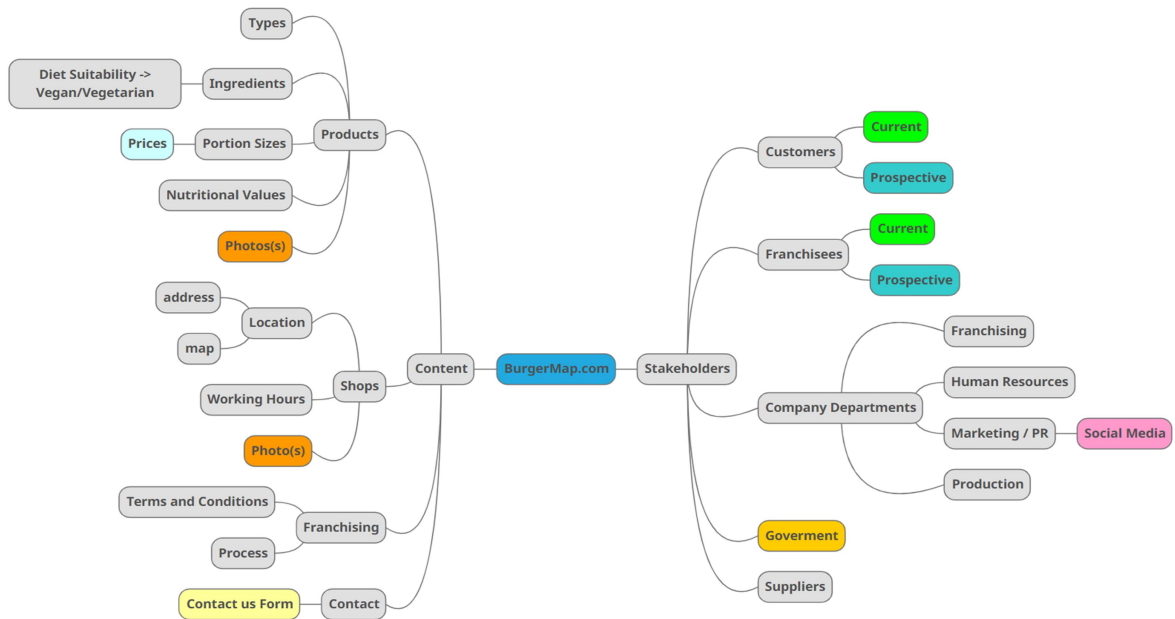 Types
Diet Suitability ->
Vegan/Vegetarian
Ingredients
Prices
Portion Sizes
Products
Nutritional Values
Photos(s)
address
map
Location
Working Hours
Shops
Photo(s)
Terms and Conditions
Process
Franchising
Contact us Form
Contact
Content
BurgerMap.com
Stakeholders
Customers
Current
Prospective
Franchisees
Current
Prospective
Company Departments
Franchising
Human Resources
Marketing / PR
Social Media
Production
Goverment
Suppliers